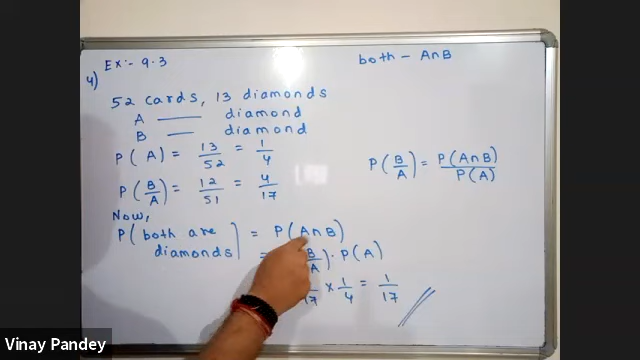 Ex:- 9.3
both - A∩B
4)
52 cards, 13 diamonds
A —— diamond
B — diamond
P(A) = 13/52 = 1/4
P(B/A) = 12/51 = 4/17
P(B/A) = P(A∩B)/P(A)
Now,
P(both are diamonds) = P(A∩B)
= B/A) · P(A)
17 × 1/4 = 1/17
Vinay Pandey